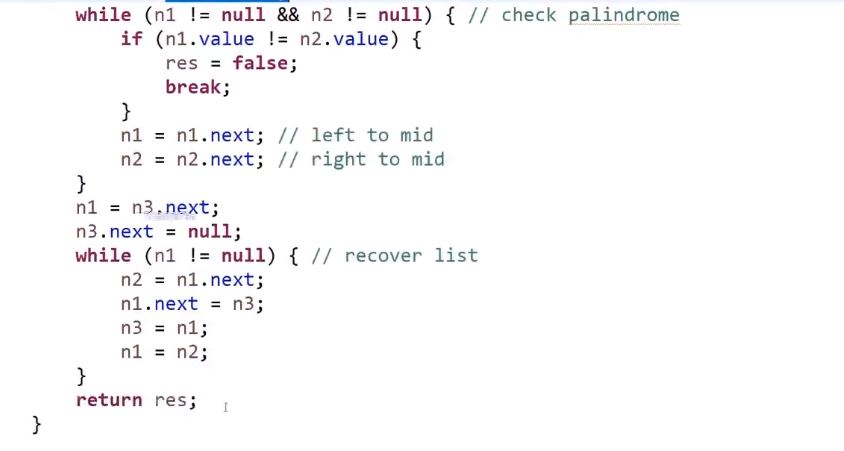 while (n1 != null && n2 != null) { // check palindrome
if (n1.value != n2.value) {
res = false;
break;
}
n1 = n1.next; // left to mid
n2 = n2.next; // right to mid
}
n1 = n3.next;
n3.next = null;
while (n1 != null) { // recover list
n2 = n1.next;
n1.next = n3;
n3 = n1;
n1 = n2;
}
return res;
}